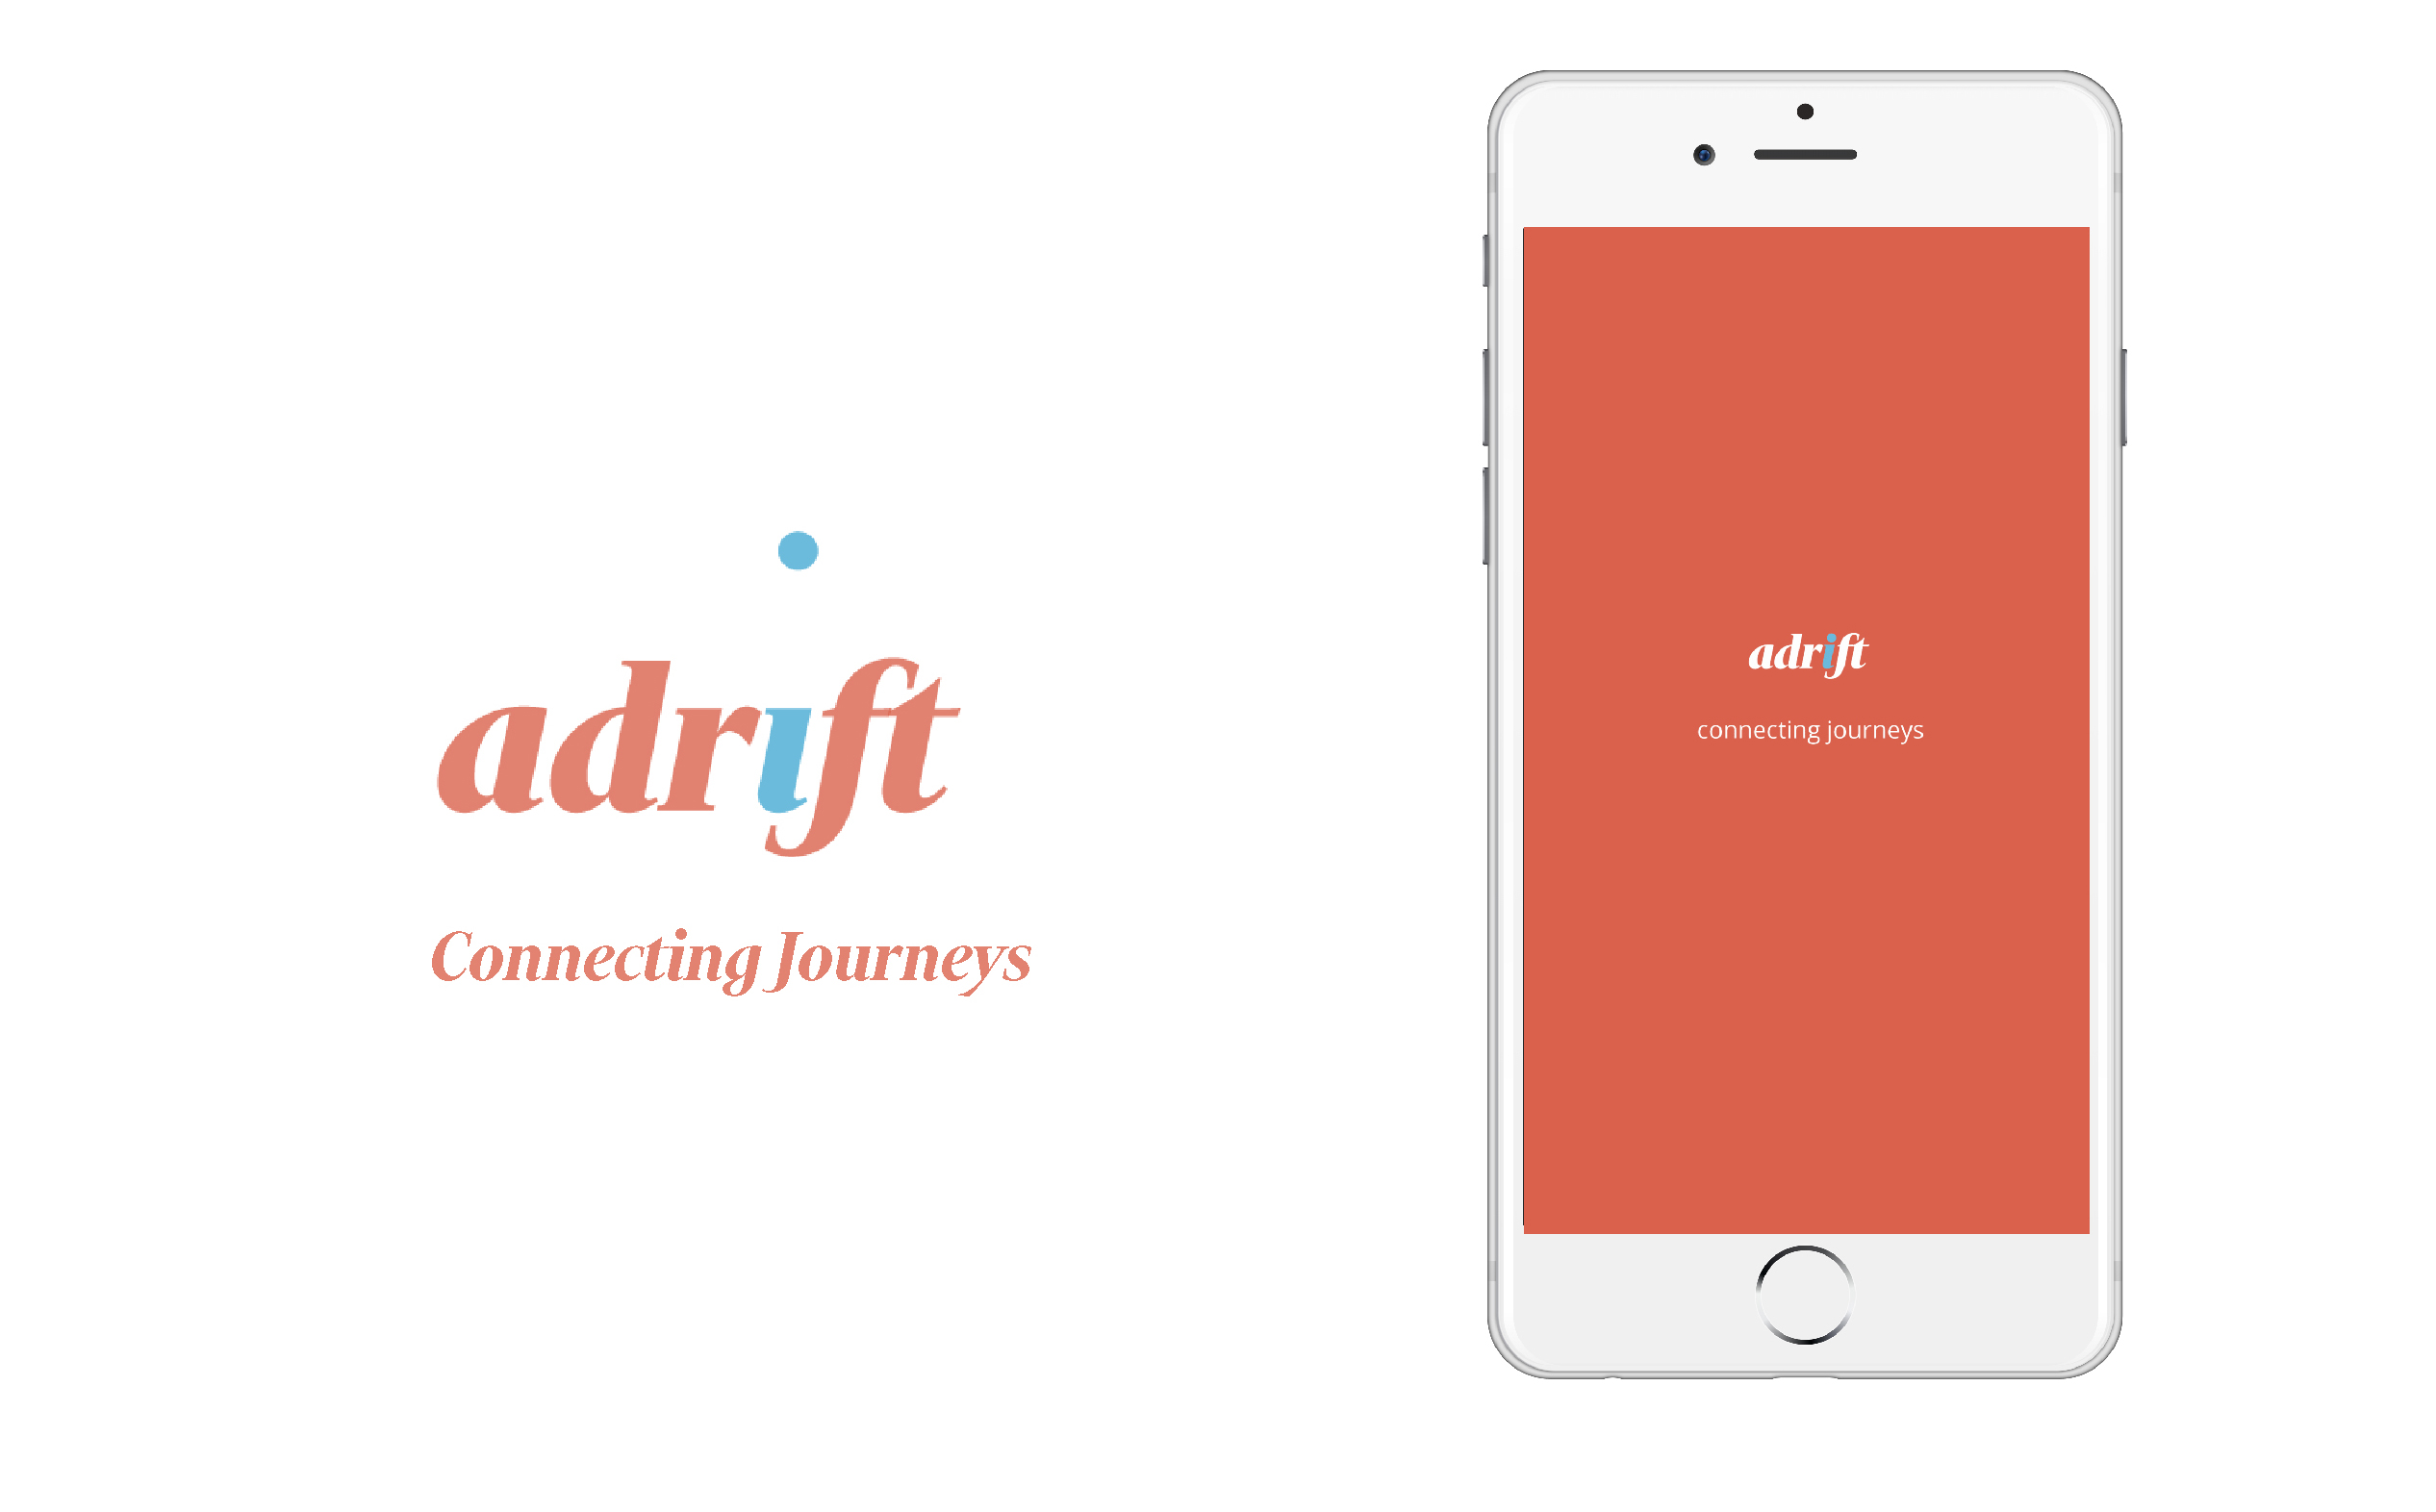 adrift
Connecting Journeys
adrift
connecting journeys